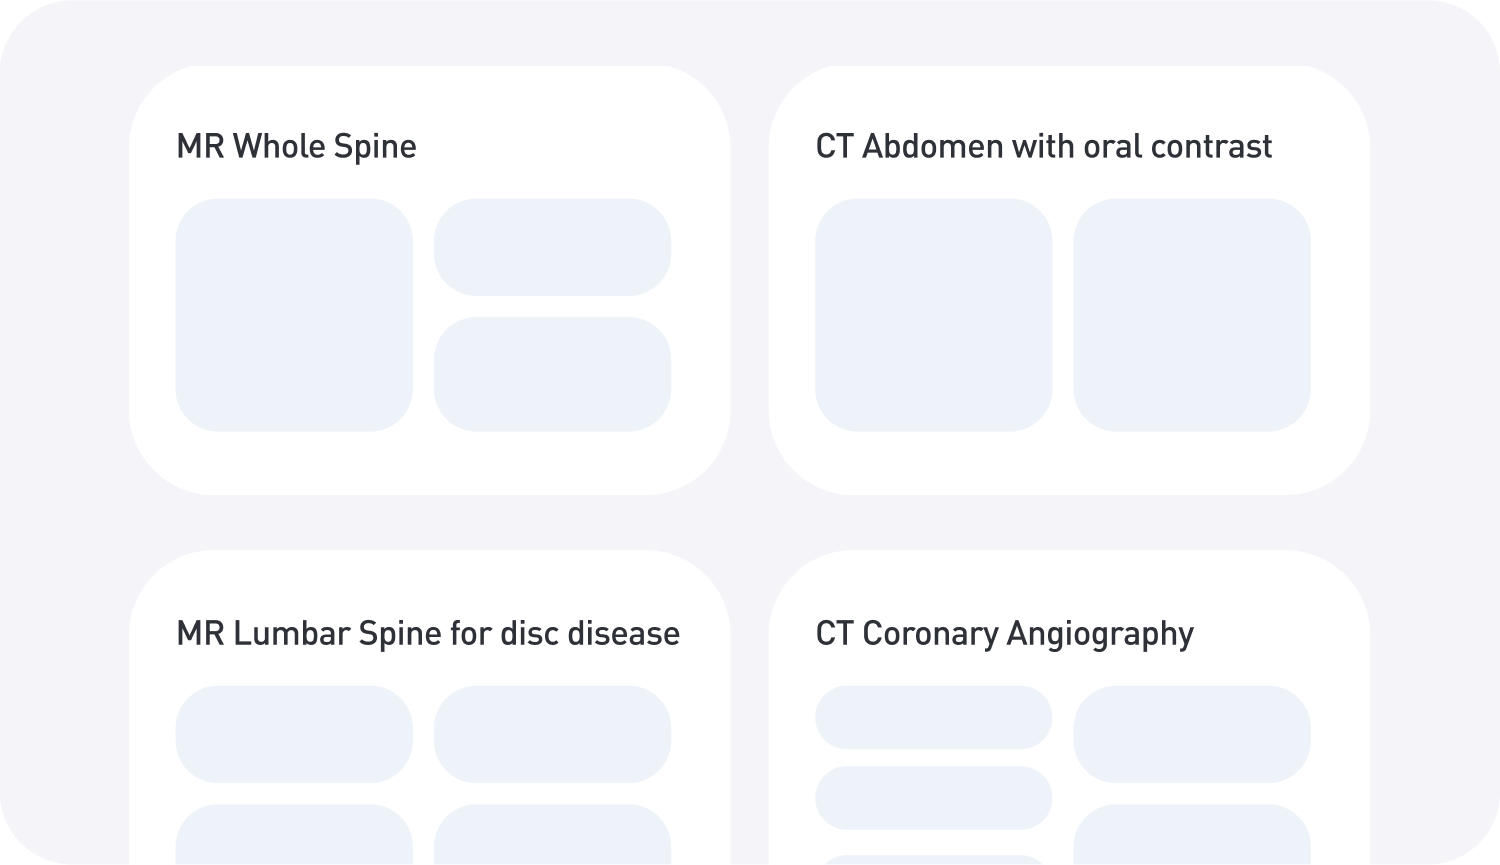 MR Whole Spine
CT Abdomen with oral contrast
MR Lumbar Spine for disc disease
CT Coronary Angiography